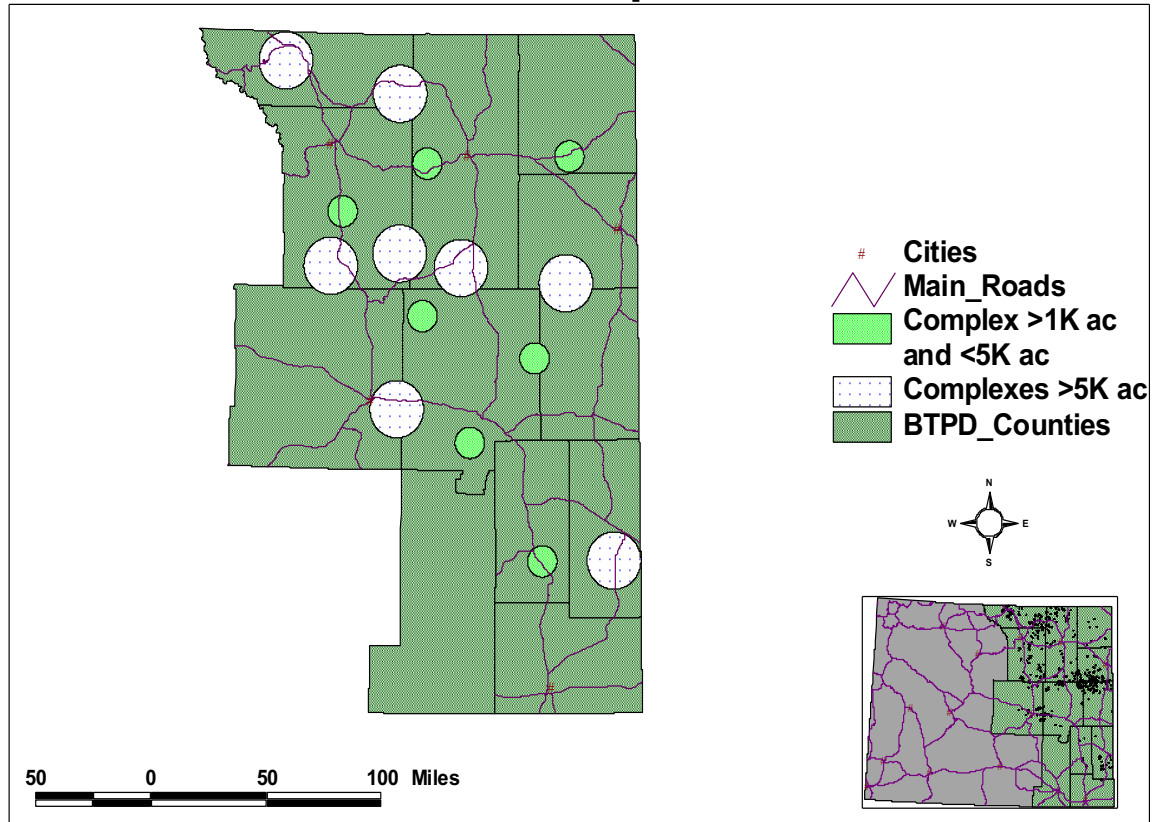 # Cities
Main_Roads
Complex >1K ac
and <5K ac
Complexes >5K ac
BTPD_Counties
N
W E
S
50 0 50 100 Miles